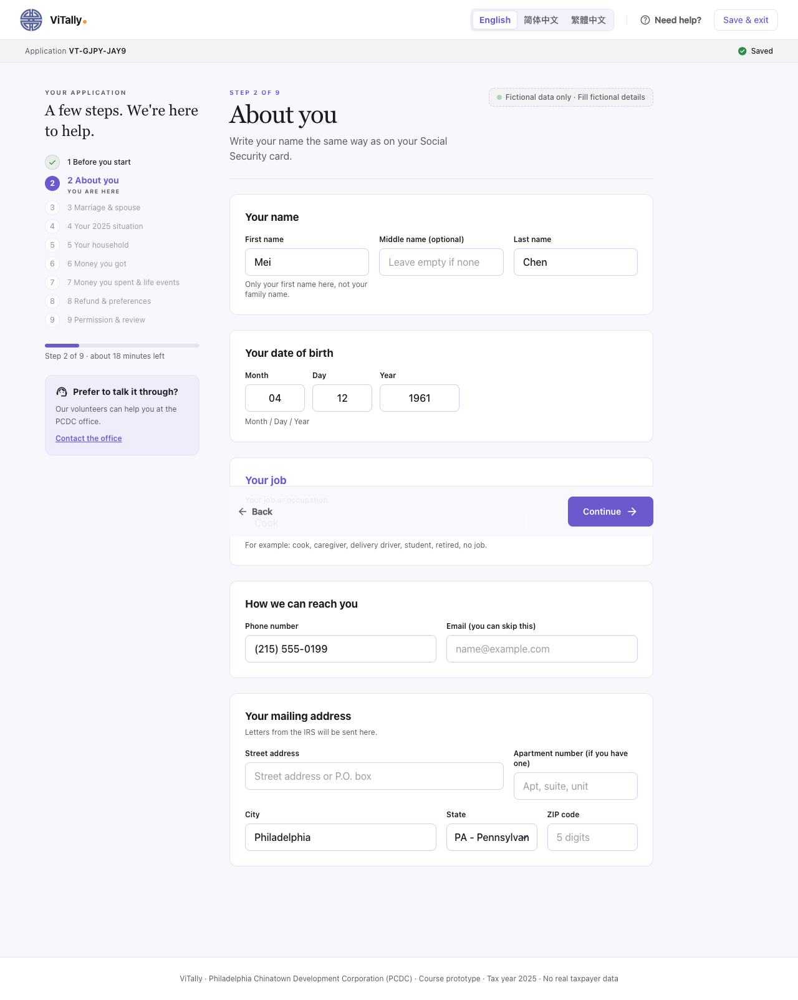 ViTally
English 简体中文 繁體中文
Need help?
Save & exit
Application VT-GJPY-JAY9
Saved
YOUR APPLICATION
A few steps. We're here
to help.
1 Before you start
2 2 About you
YOU ARE HERE
3 3 Marriage & spouse
4 4 Your 2025 situation
5 5 Your household
6 6 Money you got
7 7 Money you spent & life events
8 8 Refund & preferences
9 9 Permission & review
Step 2 of 9 · about 18 minutes left
Prefer to talk it through?
Our volunteers can help you at the
PCDC office.
Contact the office
STEP 2 OF 9
About you
Fictional data only · Fill fictional details
Write your name the same way as on your Social
Security card.
Your name
First name Middle name (optional) Last name
Mei Leave empty if none Chen
Only your first name here, not your
family name.
Your date of birth
Month Day Year
04 12 1961
Month / Day / Year
Your job
Your job or occupation
Cook
Back
Continue
For example: cook, caregiver, delivery driver, student, retired, no job.
How we can reach you
Phone number Email (you can skip this)
(215) 555-0199 name@example.com
Your mailing address
Letters from the IRS will be sent here.
Street address Apartment number (if you have
one)
Street address or P.O. box Apt, suite, unit
City State ZIP code
Philadelphia PA - Pennsylvan 5 digits
ViTally · Philadelphia Chinatown Development Corporation (PCDC) · Course prototype · Tax year 2025 · No real taxpayer data